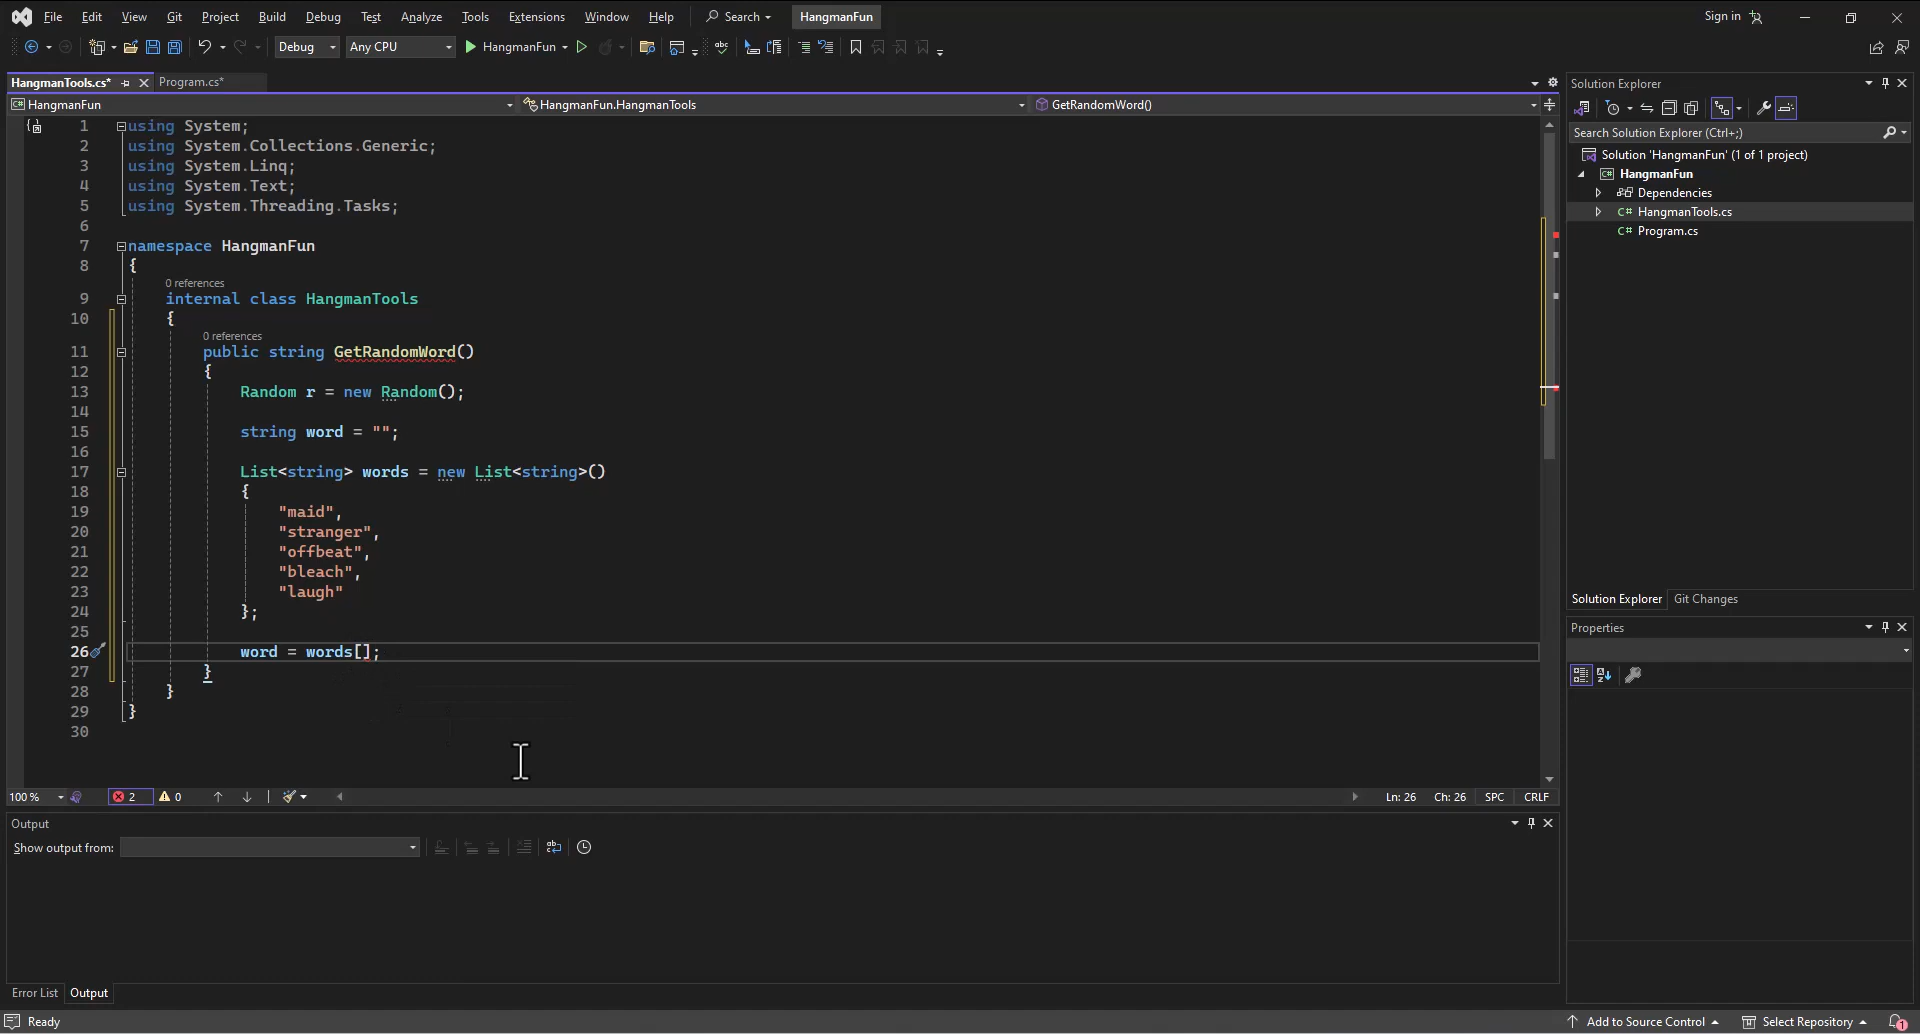 File Edit View Git Project Build Debug Test Analyze Tools Extensions Window Help Search HangmanFun Sign in
Debug Any CPU HangmanFun
HangmanTools.cs* Program.cs*
HangmanFun HangmanFun.HangmanTools GetRandomWord()
1 using System;
2 using System.Collections.Generic;
3 using System.Linq;
4 using System.Text;
5 using System.Threading.Tasks;
6
7 namespace HangmanFun
8 {
0 references
9 internal class HangmanTools
10 {
0 references
11 public string GetRandomWord()
12 {
13 Random r = new Random();
14
15 string word = "";
16
17 List<string> words = new List<string>()
18 {
19 "maid",
20 "stranger",
21 "offbeat",
22 "bleach",
23 "laugh"
24 };
25
26 word = words[];
27 }
28 }
29 }
30
100 % 2 0 Ln: 26 Ch: 26 SPC CRLF
Output
Show output from:
Error List Output
Solution Explorer
Search Solution Explorer (Ctrl+;)
Solution 'HangmanFun' (1 of 1 project)
C# HangmanFun
Dependencies
C# HangmanTools.cs
C# Program.cs
Solution Explorer Git Changes
Properties
Ready Add to Source Control Select Repository 1